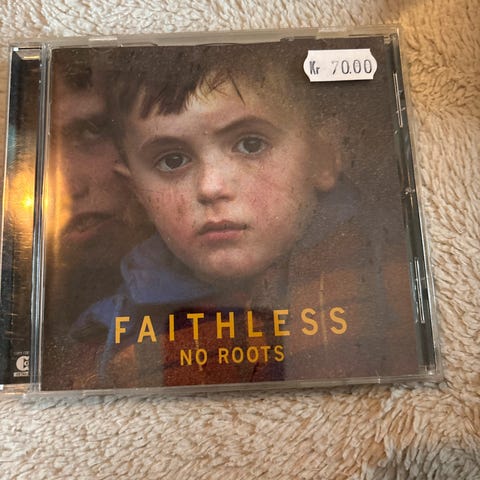 Kr 70.00
FAITHLESS
NO ROOTS